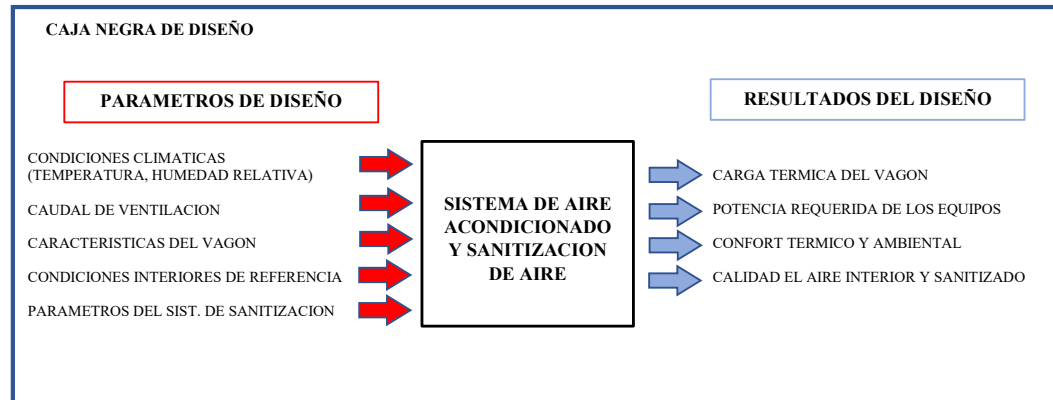 CAJA NEGRA DE DISEÑO
PARAMETROS DE DISEÑO
CONDICIONES CLIMATICAS
(TEMPERATURA, HUMEDAD RELATIVA)
CAUDAL DE VENTILACION
CARACTERISTICAS DEL VAGON
CONDICIONES INTERIORES DE REFERENCIA
PARAMETROS DEL SIST. DE SANITIZACION
SISTEMA DE AIRE
ACONDICIONADO
Y SANITIZACION
DE AIRE
RESULTADOS DEL DISEÑO
CARGA TERMICA DEL VAGON
POTENCIA REQUERIDA DE LOS EQUIPOS
CONFORT TERMICO Y AMBIENTAL
CALIDAD EL AIRE INTERIOR Y SANITIZADO